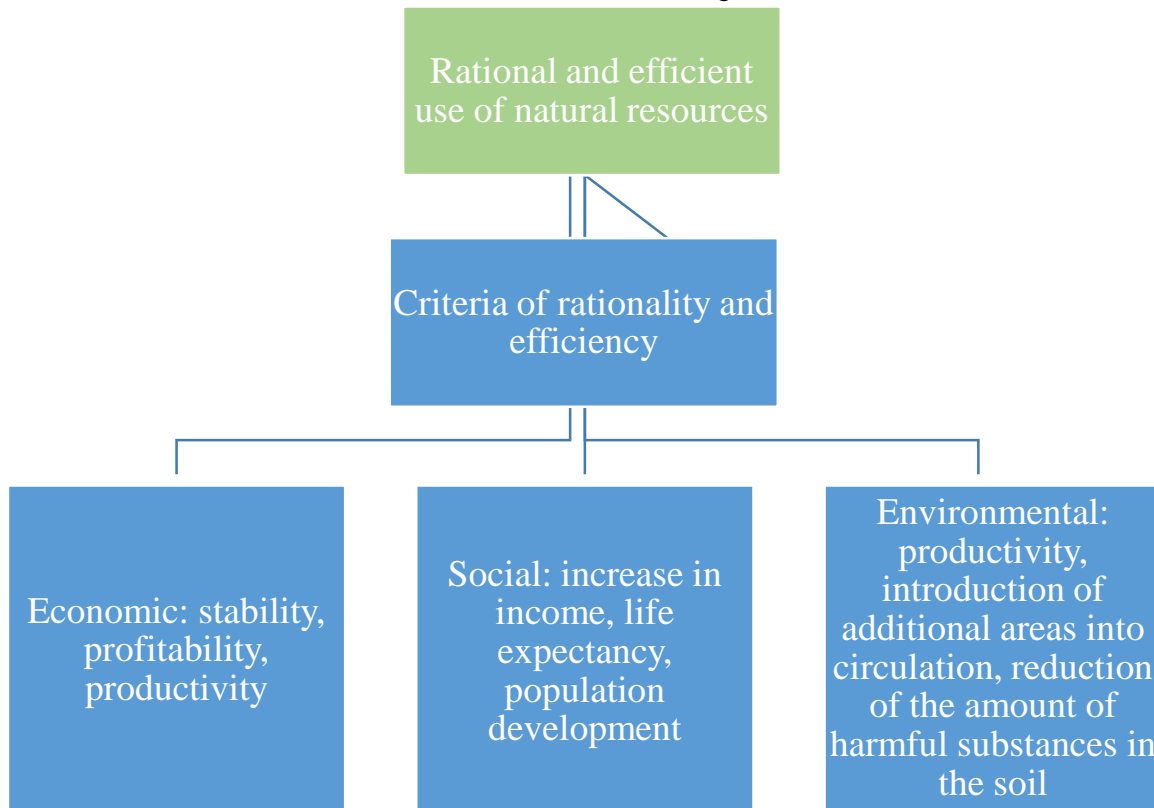 Rational and efficient
use of natural resources
Criteria of rationality and
efficiency
Economic: stability,
profitability,
productivity
Social: increase in
income, life
expectancy,
population
development
Environmental:
productivity,
introduction of
additional areas into
circulation, reduction
of the amount of
harmful substances in
the soil